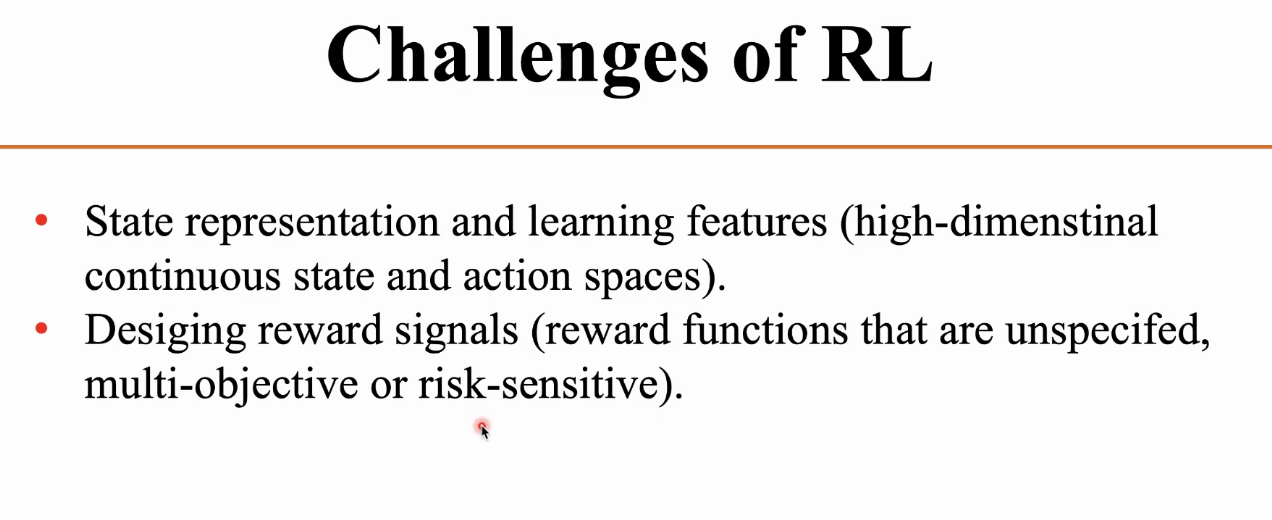 Challenges of RL
• State representation and learning features (high-dimenstinal
continuous state and action spaces).
• Desiging reward signals (reward functions that are unspecifed,
multi-objective or risk-sensitive).